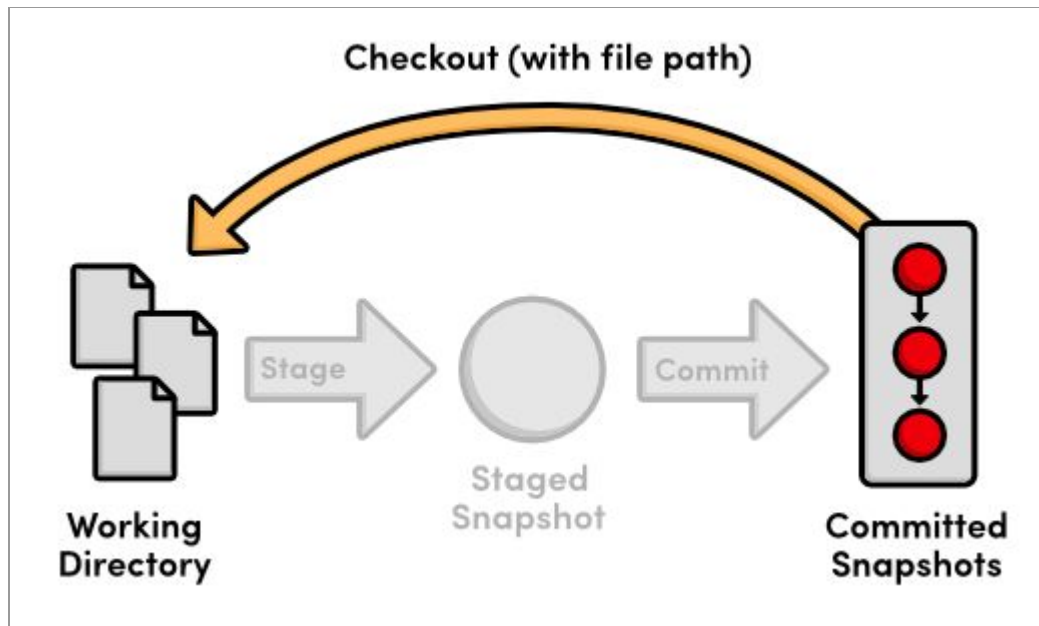 Checkout (with file path)
Stage
Commit
Staged
Snapshot
Working
Directory
Committed
Snapshots